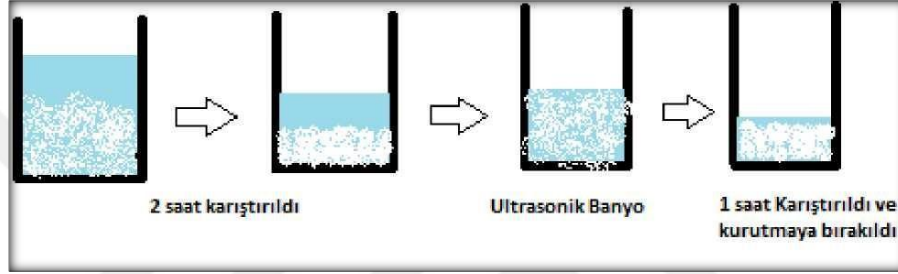 2 saat karıştırıldı
Ultrasonik Banyo
1 saat Karıştırıldı ve
kurutmaya bırakıldı